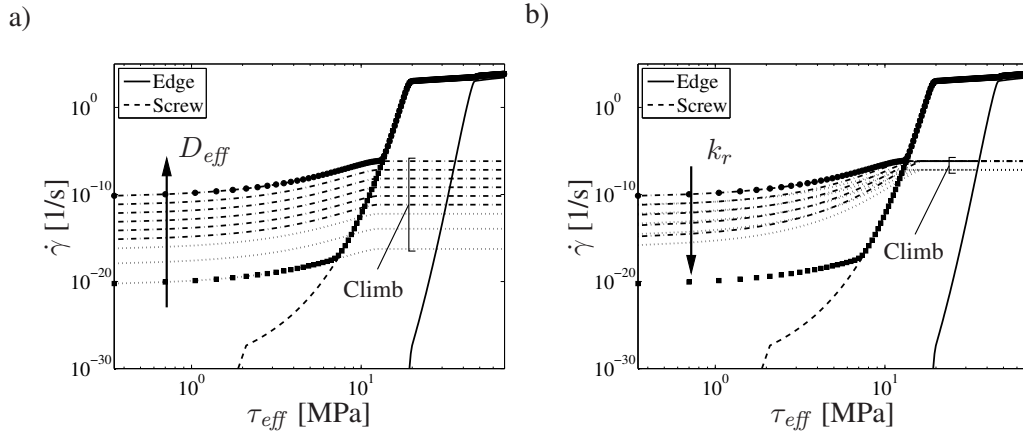 a)
Edge
Screw
D_eff
Climb
10^0
10^-10
10^-20
10^-30
γ̇ [1/s]
10^0
10^1
τ_eff [MPa]
b)
Edge
Screw
k_r
Climb
10^0
10^-10
10^-20
10^-30
γ̇ [1/s]
10^0
10^1
τ_eff [MPa]